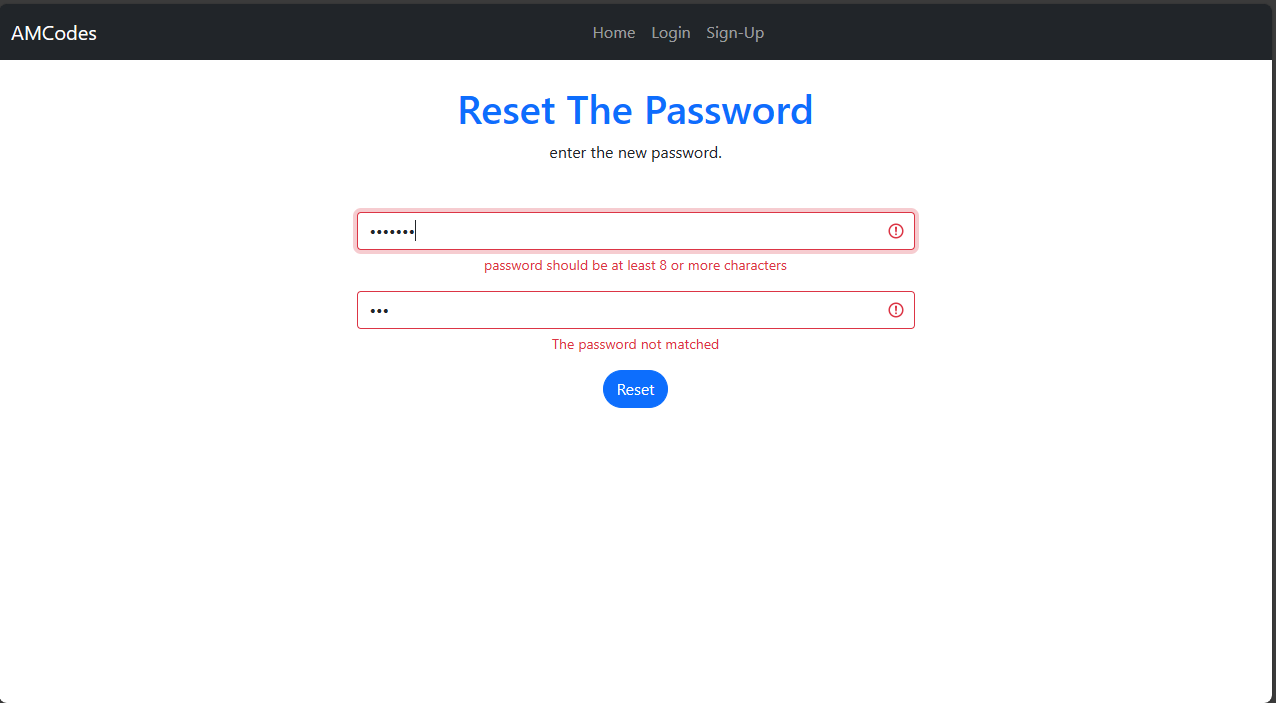 AMCodes Home Login Sign-Up
Reset The Password
enter the new password.
•••••••
password should be at least 8 or more characters
•••
The password not matched
Reset